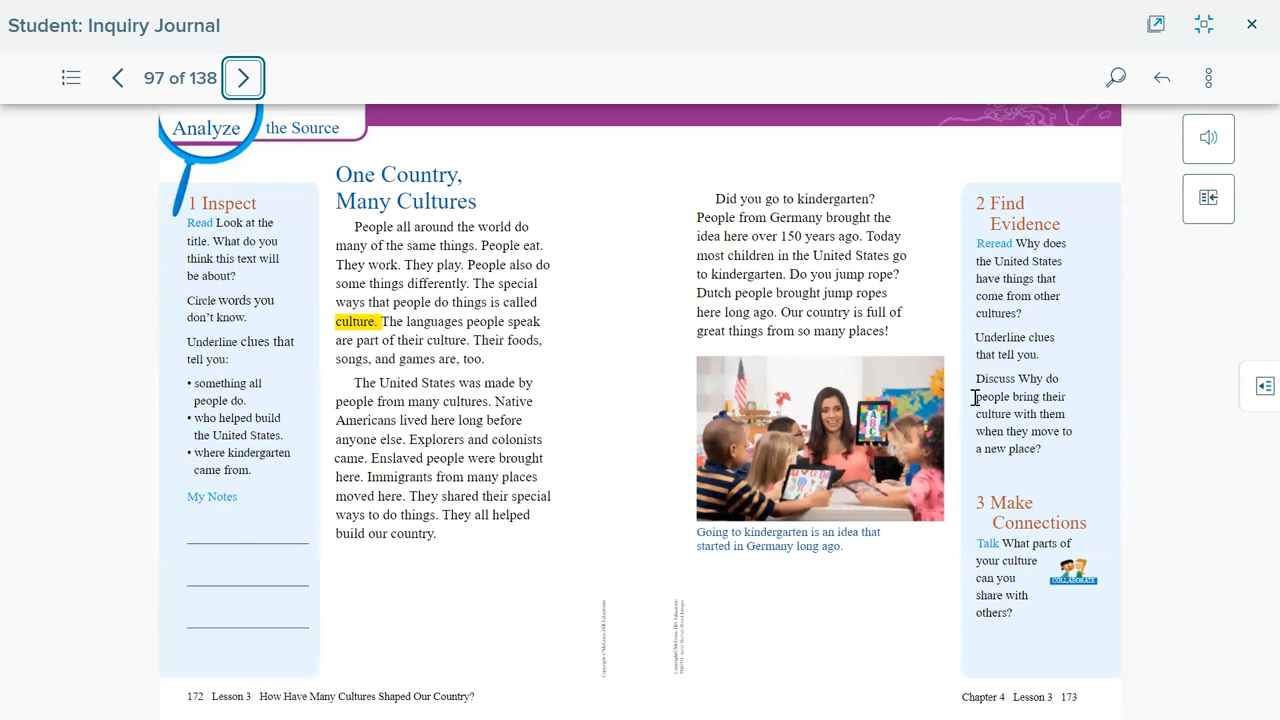 Student: Inquiry Journal
97 of 138
Analyze the Source
1 Inspect
Read Look at the
title. What do you
think this text will
be about?
Circle words you
don't know.
Underline clues that
tell you:
• something all
people do.
• who helped build
the United States.
• where kindergarten
came from.
My Notes
One Country,
Many Cultures
People all around the world do
many of the same things. People eat.
They work. They play. People also do
some things differently. The special
ways that people do things is called
culture. The languages people speak
are part of their culture. Their foods,
songs, and games are, too.
The United States was made by
people from many cultures. Native
Americans lived here long before
anyone else. Explorers and colonists
came. Enslaved people were brought
here. Immigrants from many places
moved here. They shared their special
ways to do things. They all helped
build our country.
Did you go to kindergarten?
People from Germany brought the
idea here over 150 years ago. Today
most children in the United States go
to kindergarten. Do you jump rope?
Dutch people brought jump ropes
here long ago. Our country is full of
great things from so many places!
ABC
Going to kindergarten is an idea that
started in Germany long ago.
2 Find
Evidence
Reread Why does
the United States
have things that
come from other
cultures?
Underline clues
that tell you.
Discuss Why do
people bring their
culture with them
when they move to
a new place?
3 Make
Connections
Talk What parts of
your culture
can you
share with
others?
COLLABORATE
Copyright ©McGraw-Hill Education
172 Lesson 3 How Have Many Cultures Shaped Our Country?
Chapter 4 Lesson 3 173